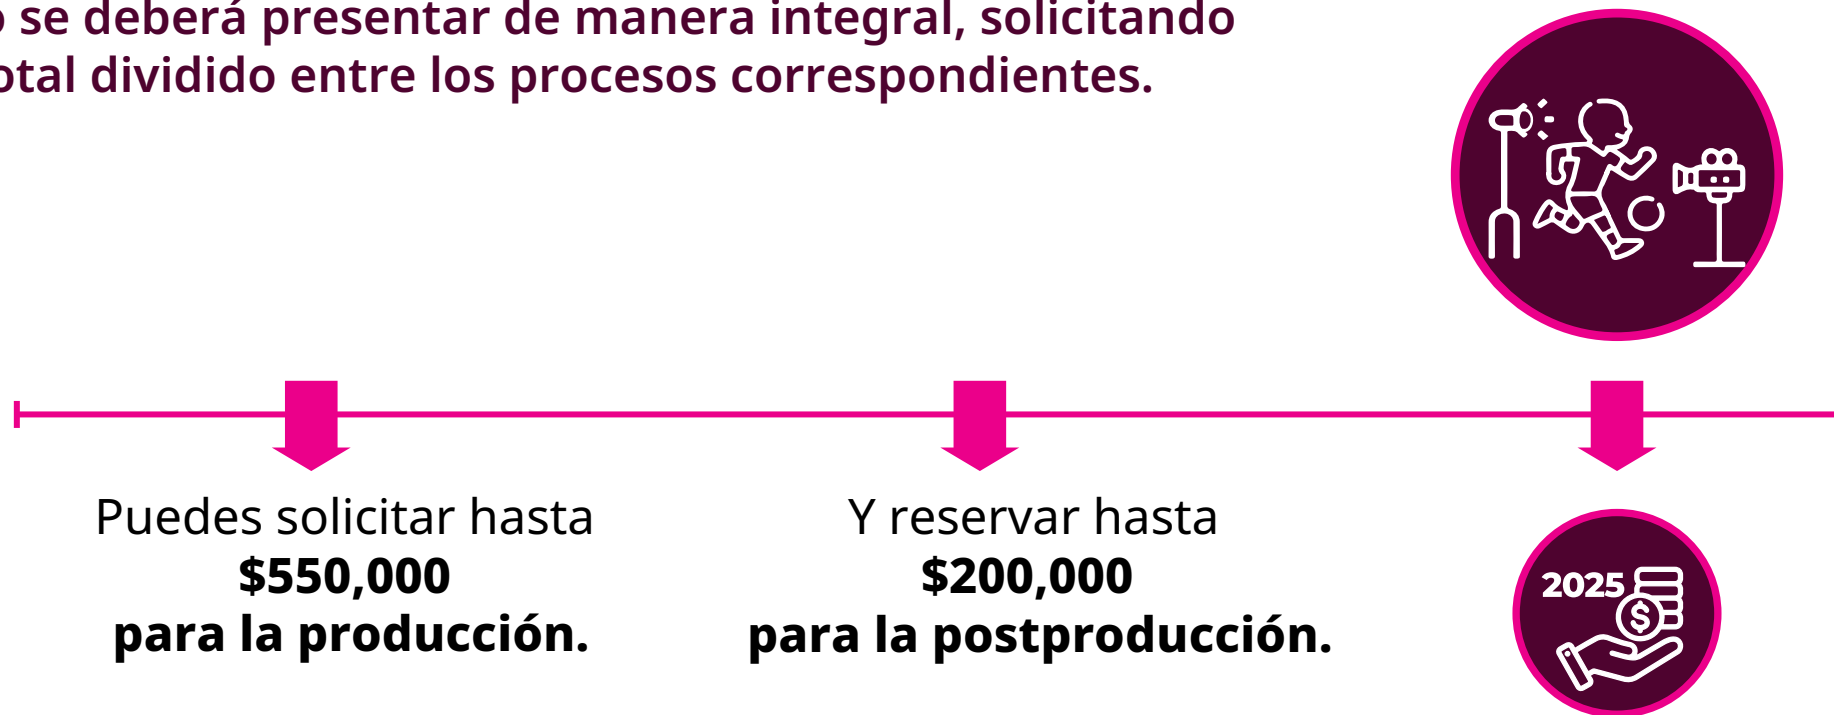 se deberá presentar de manera integral, solicitando
dividido entre los procesos correspondientes.
Puedes solicitar hasta
$550,000
para la producción.
Y reservar hasta
$200,000
para la postproducción.
2025
$